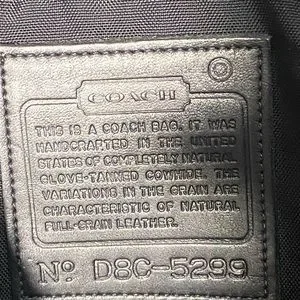 COACH
THIS IS A COACH BAG. IT WAS
HANDCRAFTED IN THE UNITED
STATES OF COMPLETELY NATURAL
GLOVE-TANNED COWHIDE. THE
VARIATIONS IN THE GRAIN ARE
CHARACTERISTIC OF NATURAL
FULL-GRAIN LEATHER.
Nº D8C-5299